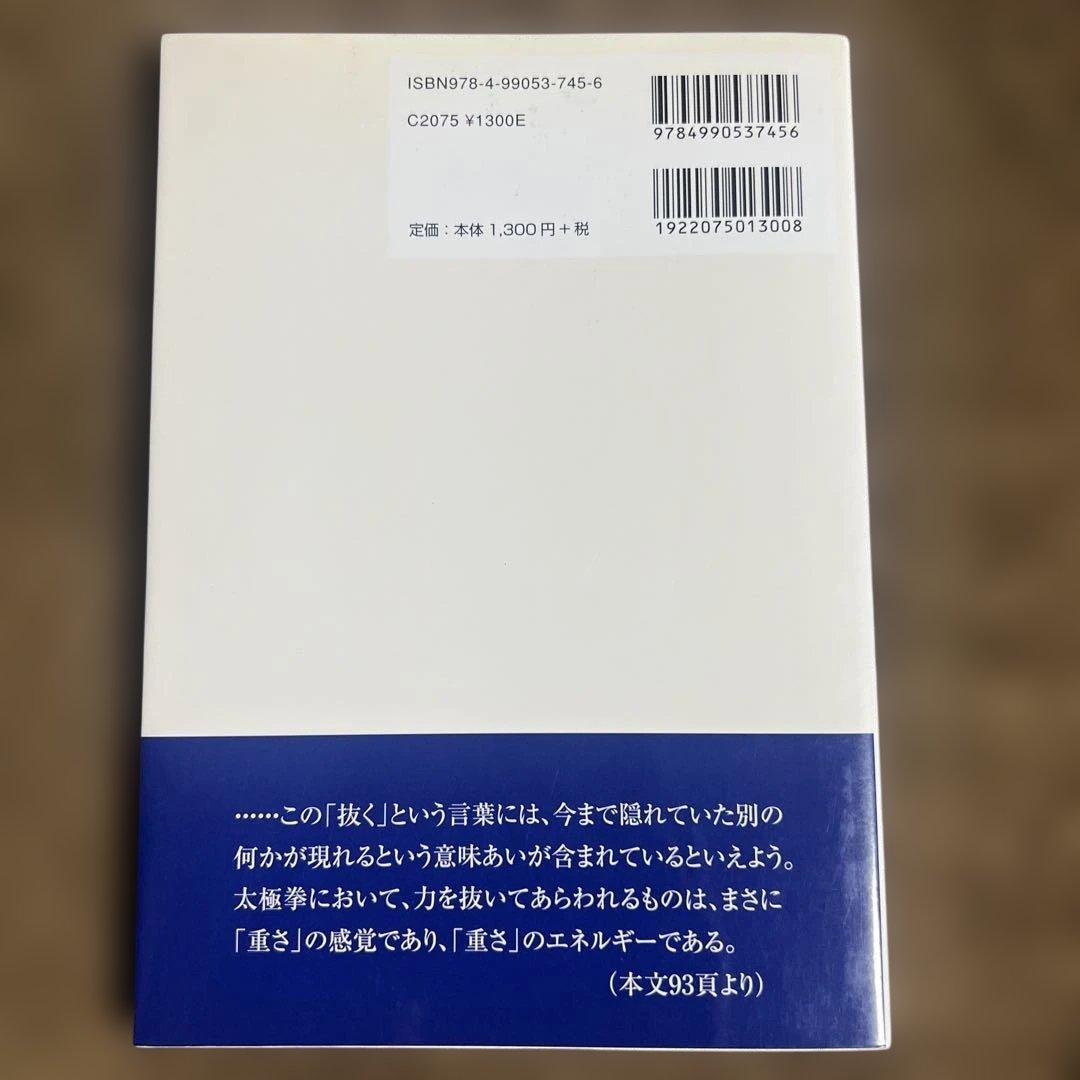 ISBN978-4-99053-745-6
C2075 ¥1300E
定価：本体1,300円＋税
9784990537456
1922075013008
……この「抜く」という言葉には、今まで隠れていた別の
何かが現れるという意味あいが含まれているといえよう。
太極拳において、力を抜いてあらわれるものは、まさに
「重さ」の感覚であり、「重さ」のエネルギーである。
（本文93頁より）